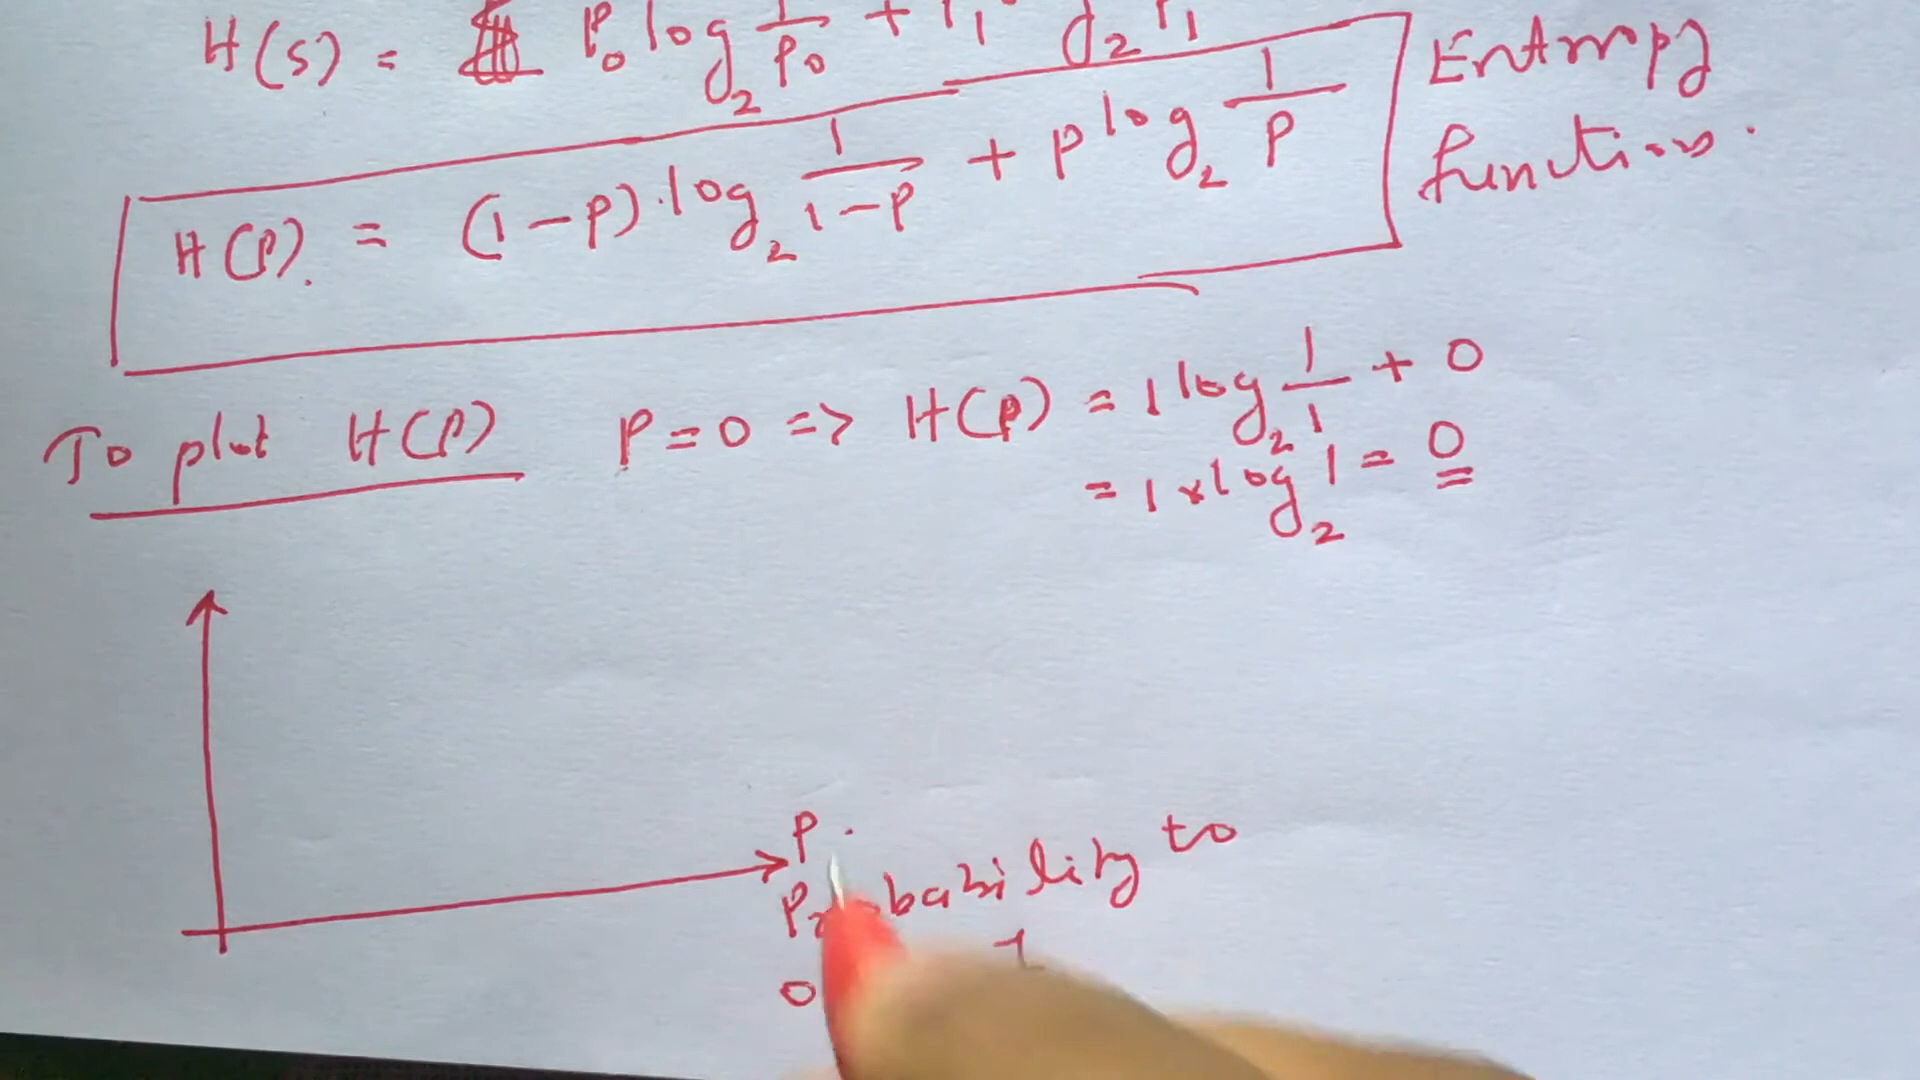 H(S) = P₀ log₂ 1/P₀ + P₁ log₂ 1/P₁
H(P) = (1-P).log₂ 1/1-P + P log₂ 1/P
Entropy
function.
To plot H(P) P=0 => H(P) = 1 log₂ 1/1 + 0
= 1 x log₂ 1 = 0
P.
Probability to
0